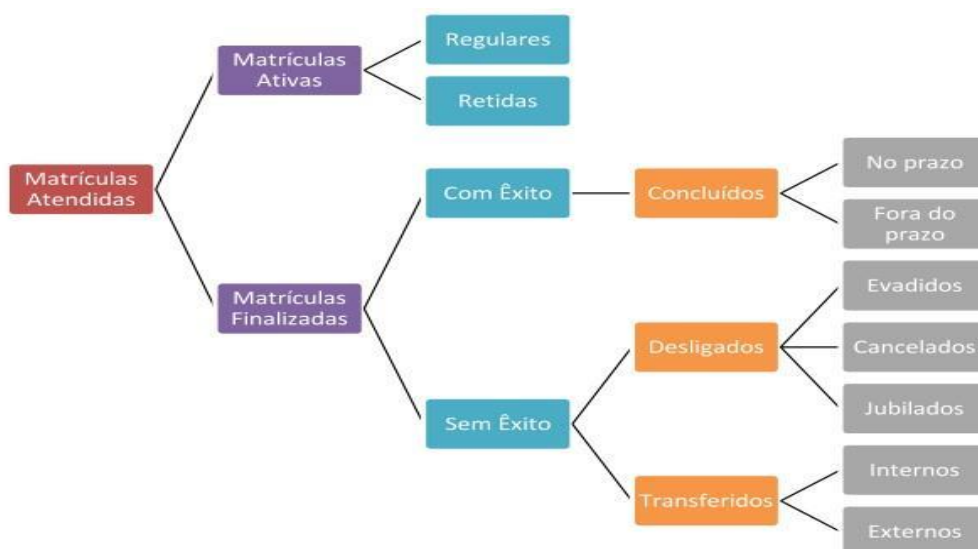 Matrículas
Atendidas
Matrículas
Ativas
Regulares
Retidas
Matrículas
Finalizadas
Com Êxito
Concluídos
No prazo
Fora do
prazo
Sem Êxito
Desligados
Evadidos
Cancelados
Jubilados
Transferidos
Internos
Externos